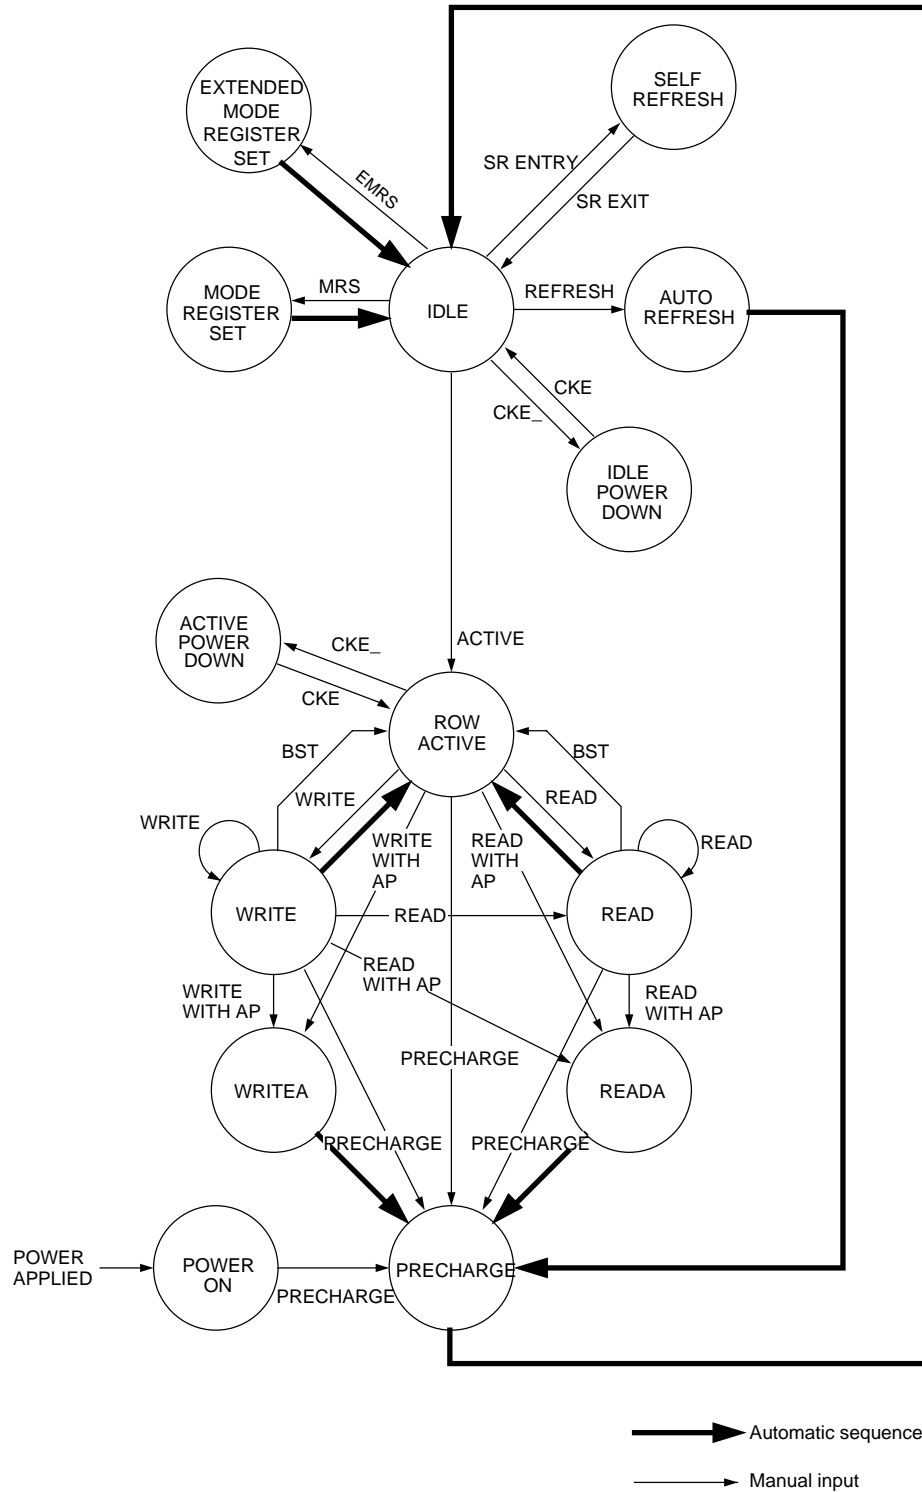 EXTENDED
MODE
REGISTER
SET
SELF
REFRESH
EMRS
SR ENTRY
SR EXIT
MODE
REGISTER
SET
MRS
IDLE
REFRESH
AUTO
REFRESH
CKE
CKE_
IDLE
POWER
DOWN
ACTIVE
POWER
DOWN
CKE_
CKE
ACTIVE
ROW
ACTIVE
BST
BST
WRITE
READ
WRITE
WRITE
WITH
AP
READ
WITH
AP
READ
WRITE
READ
READ
READ
WITH AP
WRITE
WITH AP
READ
WITH AP
PRECHARGE
WRITEA
READA
PRECHARGE
PRECHARGE
POWER
APPLIED
POWER
ON
PRECHARGE
PRECHARGE
Automatic sequence
Manual input